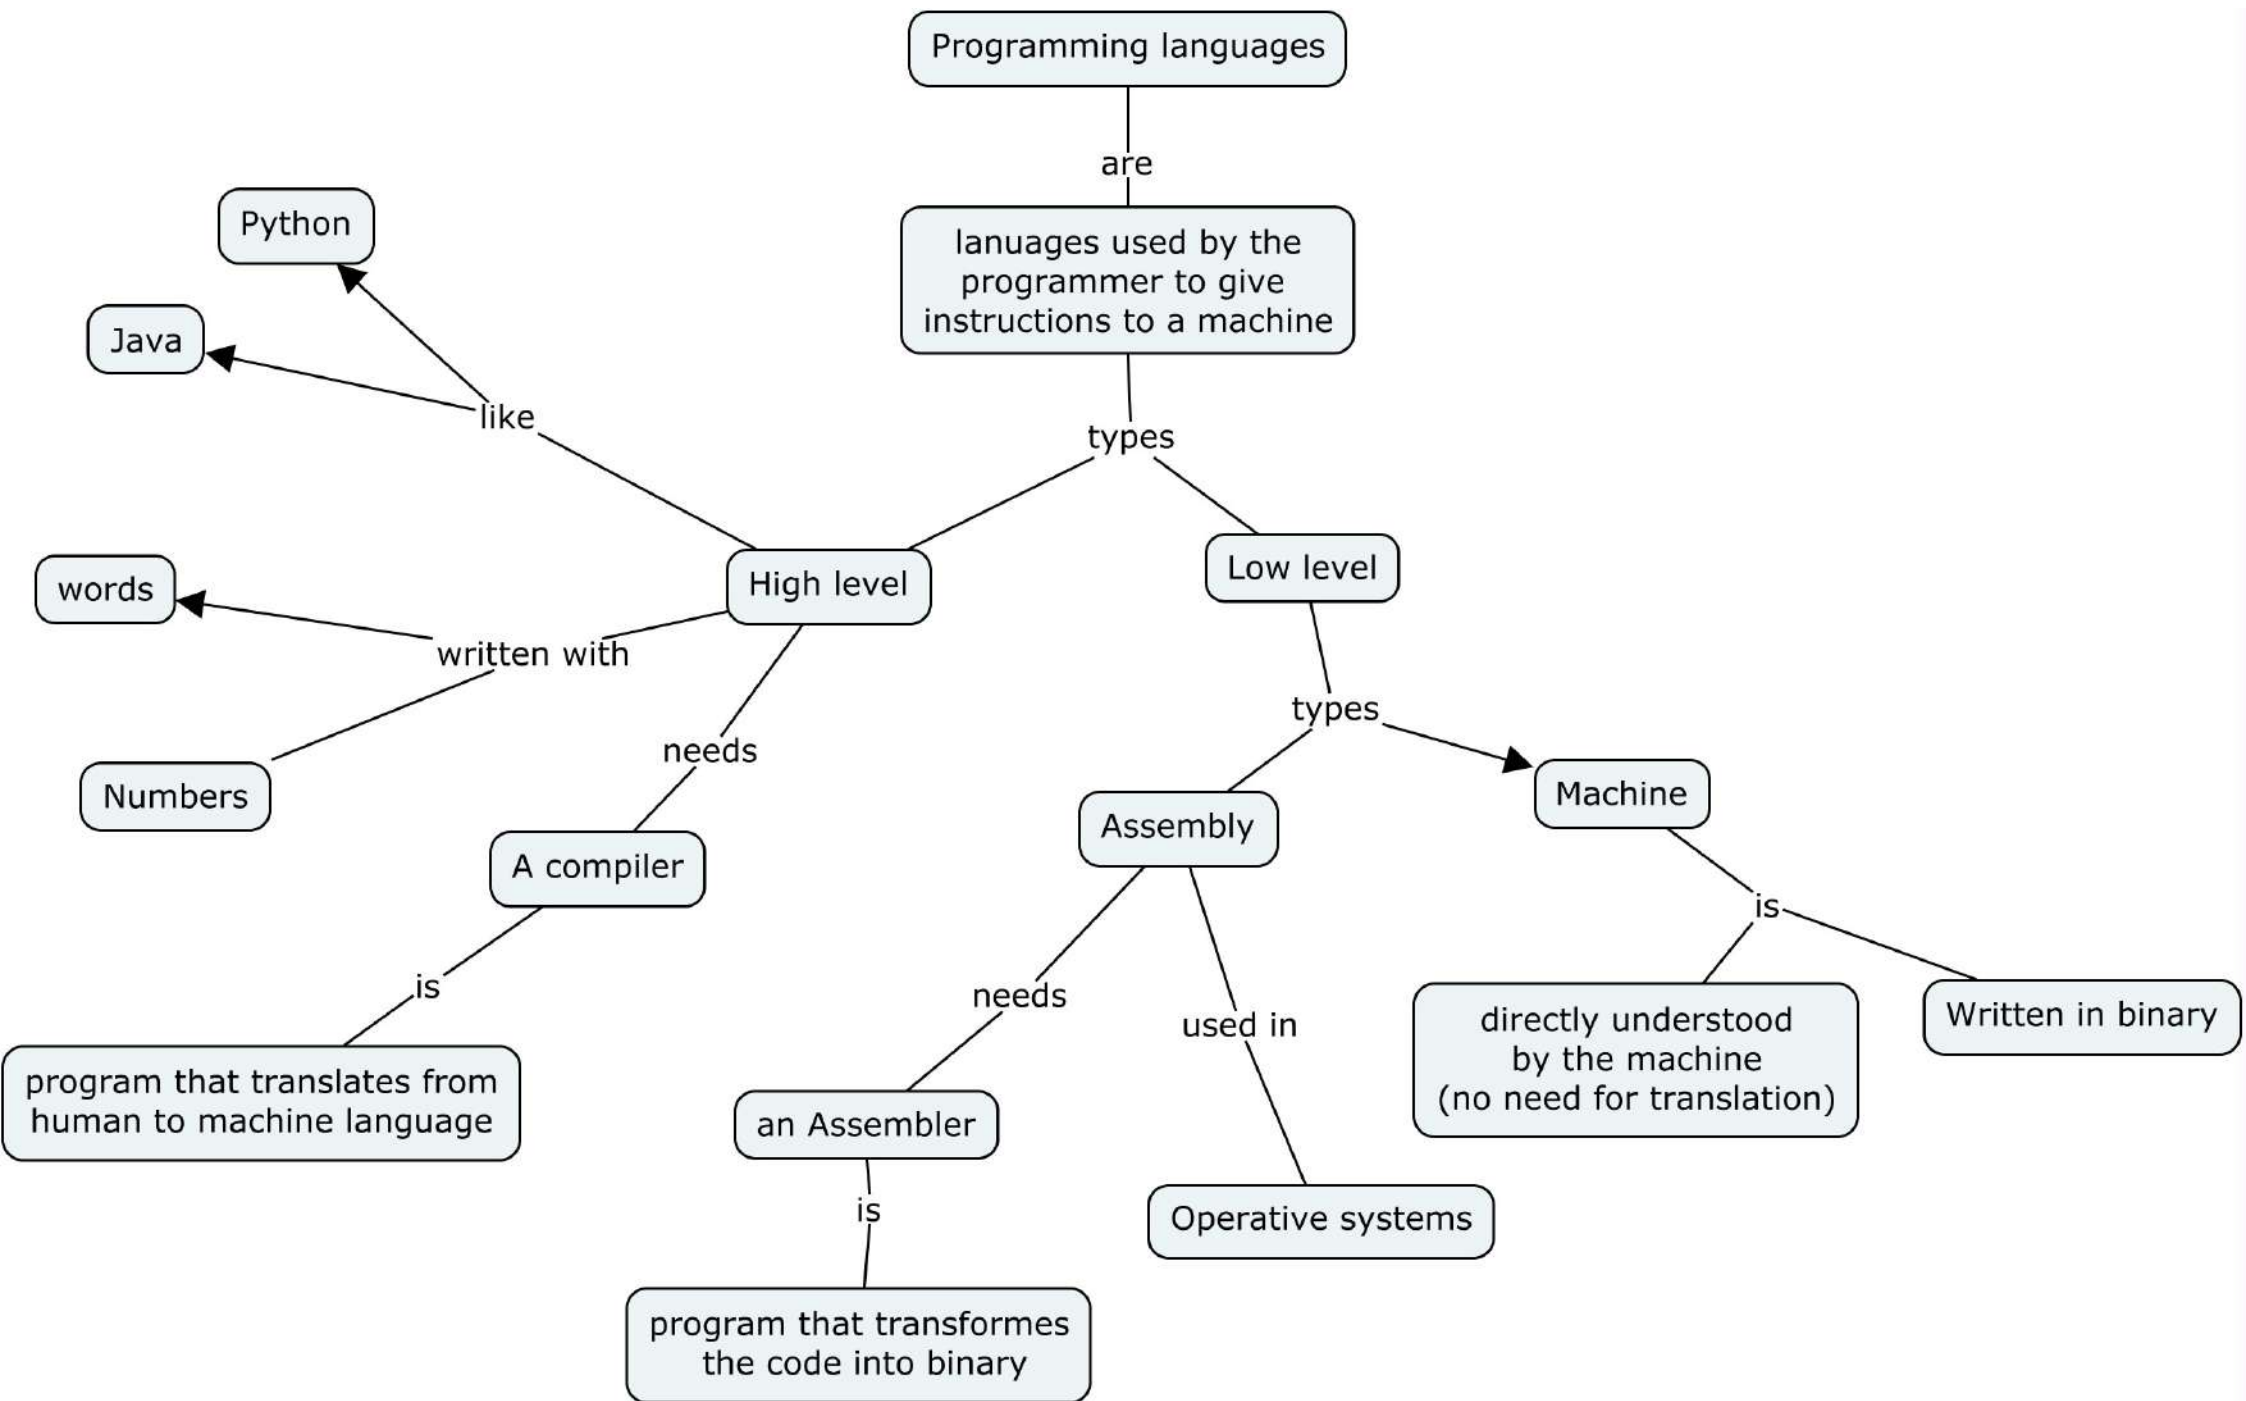 Programming languages
are
Python
lanuages used by the
programmer to give
instructions to a machine
Java
like
types
words
High level
Low level
written with
types
needs
Numbers
Machine
Assembly
A compiler
is
is
needs
used in
directly understood
by the machine
(no need for translation)
Written in binary
program that translates from
human to machine language
an Assembler
is
Operative systems
program that transformes
the code into binary